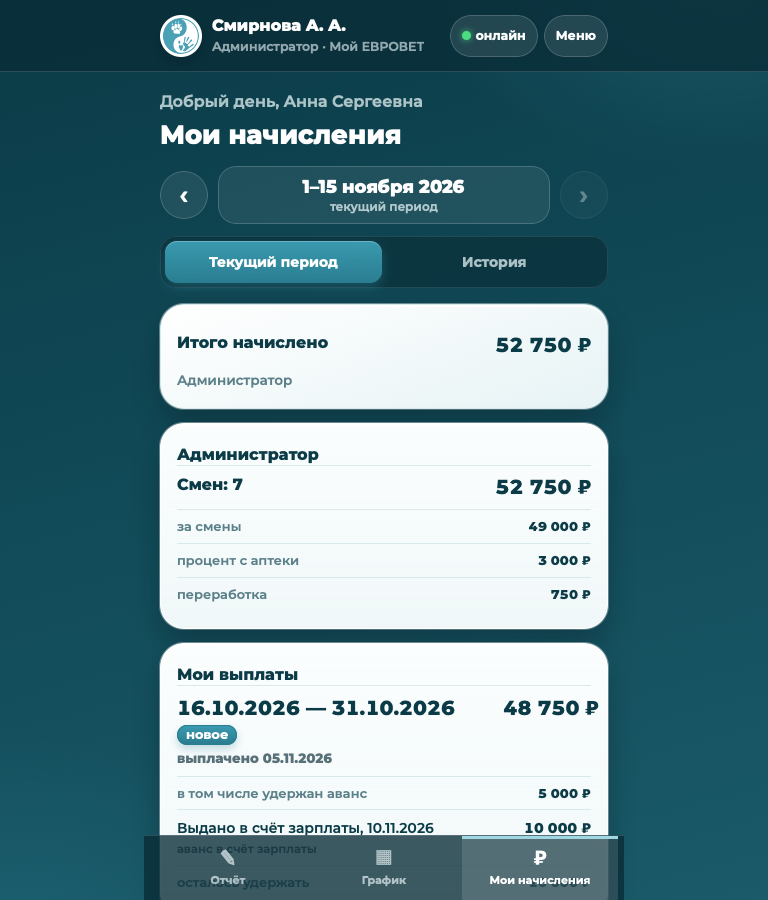 Смирнова А. А.
Администратор · Мой ЕВРОВЕТ
онлайн
Меню
Добрый день, Анна Сергеевна
Мои начисления
‹
1–15 ноября 2026
текущий период
›
Текущий период
История
Итого начислено
52 750 ₽
Администратор
Администратор
Смен: 7
52 750 ₽
за смены
49 000 ₽
процент с аптеки
3 000 ₽
переработка
750 ₽
Мои выплаты
16.10.2026 — 31.10.2026
48 750 ₽
новое
выплачено 05.11.2026
в том числе удержан аванс
5 000 ₽
Выдано в счёт зарплаты, 10.11.2026
10 000 ₽
аванс в счёт зарплаты
осталось удержать
Отчёт
График
₽
Мои начисления